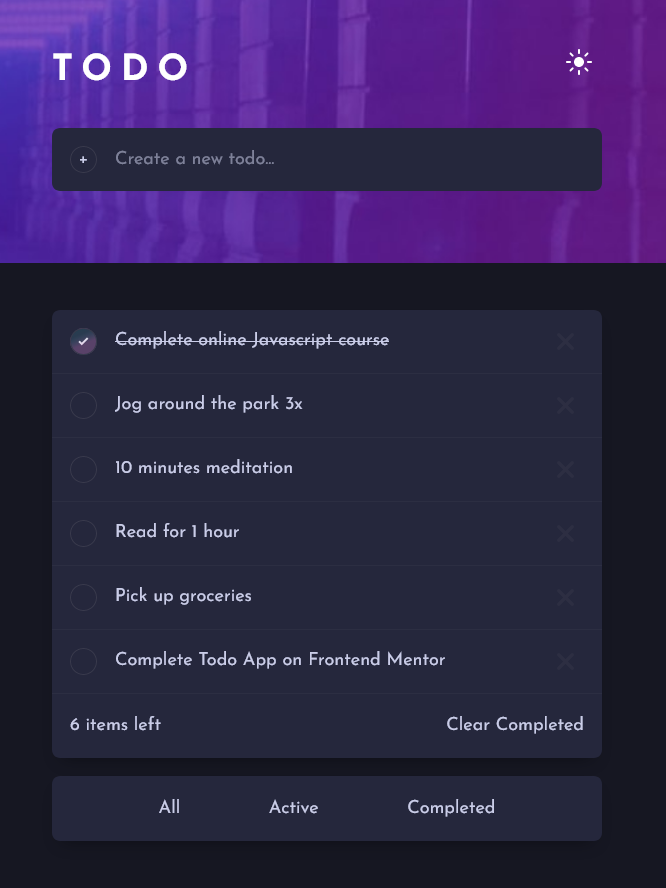 TODO
Create a new todo...
Complete online Javascript course
Jog around the park 3x
10 minutes meditation
Read for 1 hour
Pick up groceries
Complete Todo App on Frontend Mentor
6 items left Clear Completed
All Active Completed